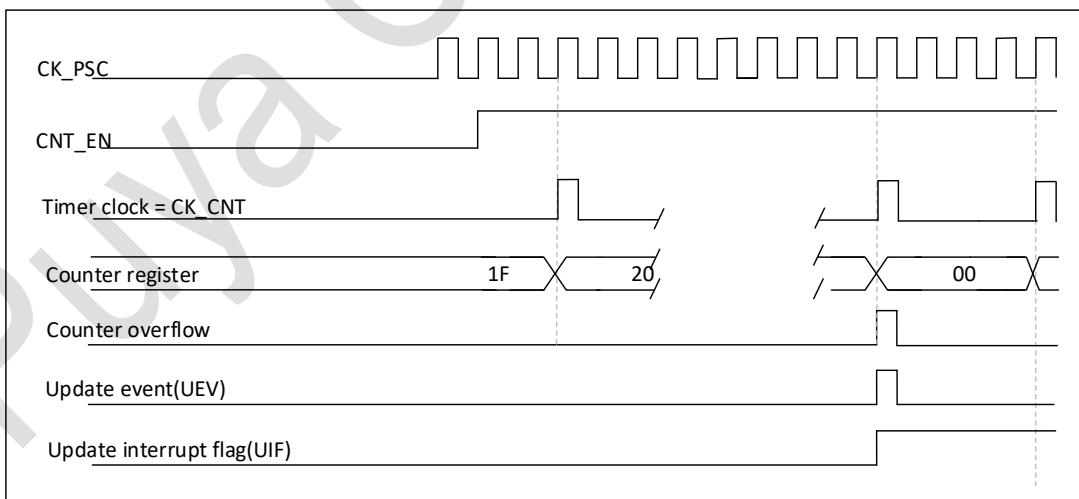 CK_PSC
CNT_EN
Timer clock = CK_CNT
Counter register 1F 20 00
Counter overflow
Update event(UEV)
Update interrupt flag(UIF)
Puya C